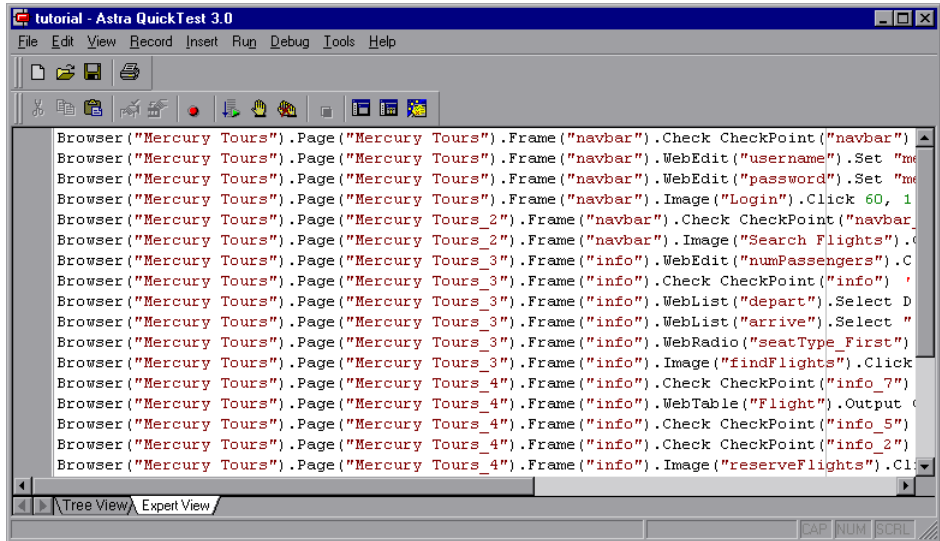 tutorial - Astra QuickTest 3.0
File Edit View Record Insert Run Debug Tools Help
Browser("Mercury Tours").Page("Mercury Tours").Frame("navbar").Check CheckPoint("navbar")
Browser("Mercury Tours").Page("Mercury Tours").Frame("navbar").WebEdit("username").Set "me
Browser("Mercury Tours").Page("Mercury Tours").Frame("navbar").WebEdit("password").Set "me
Browser("Mercury Tours").Page("Mercury Tours").Frame("navbar").Image("Login").Click 60, 1
Browser("Mercury Tours").Page("Mercury Tours_2").Frame("navbar").Check CheckPoint("navbar_
Browser("Mercury Tours").Page("Mercury Tours_2").Frame("navbar").Image("Search Flights").
Browser("Mercury Tours").Page("Mercury Tours_3").Frame("info").WebEdit("numPassengers").C
Browser("Mercury Tours").Page("Mercury Tours_3").Frame("info").Check CheckPoint("info") '
Browser("Mercury Tours").Page("Mercury Tours_3").Frame("info").WebList("depart").Select D
Browser("Mercury Tours").Page("Mercury Tours_3").Frame("info").WebList("arrive").Select "
Browser("Mercury Tours").Page("Mercury Tours_3").Frame("info").WebRadio("seatType_First")
Browser("Mercury Tours").Page("Mercury Tours_3").Frame("info").Image("findFlights").Click
Browser("Mercury Tours").Page("Mercury Tours_4").Frame("info").Check CheckPoint("info_7")
Browser("Mercury Tours").Page("Mercury Tours_4").Frame("info").WebTable("Flight").Output
Browser("Mercury Tours").Page("Mercury Tours_4").Frame("info").Check CheckPoint("info_5")
Browser("Mercury Tours").Page("Mercury Tours_4").Frame("info").Check CheckPoint("info_2")
Browser("Mercury Tours").Page("Mercury Tours_4").Frame("info").Image("reserveFlights").Cl
Tree View Expert View
CAP NUM SCRL